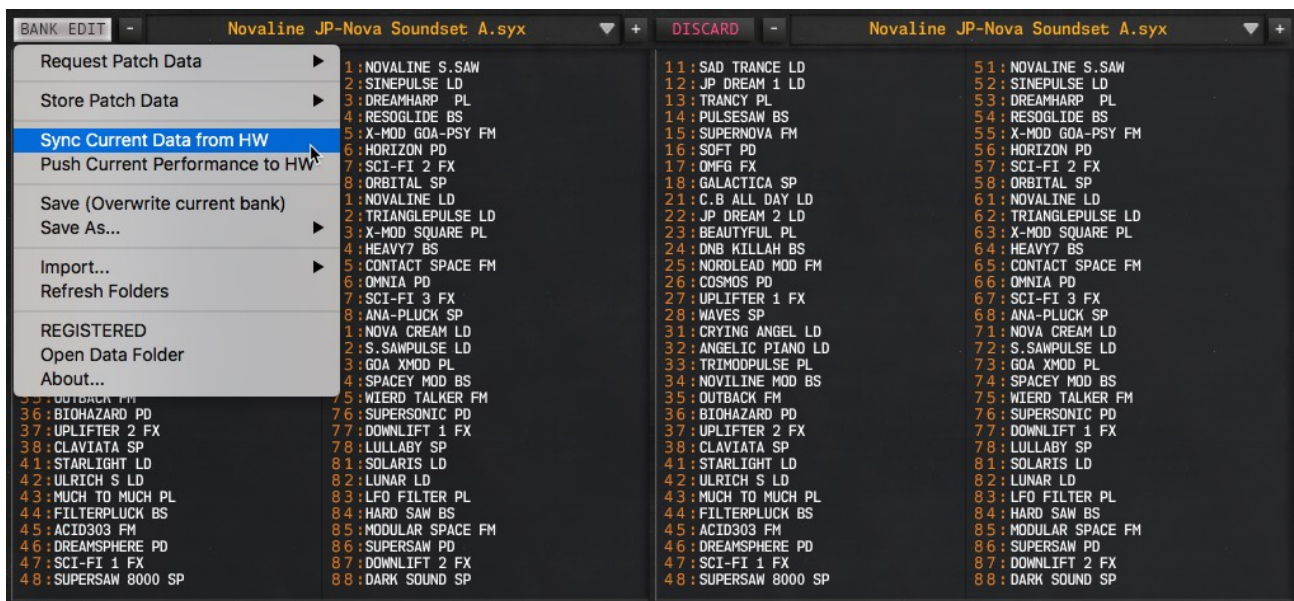 BANK EDIT - Novaline JP-Nova Soundset A.syx + DISCARD - Novaline JP-Nova Soundset A.syx +
Request Patch Data
Store Patch Data
Sync Current Data from HW
Push Current Performance to HW
Save (Overwrite current bank)
Save As...
Import...
Refresh Folders
REGISTERED
Open Data Folder
About...
35:OUTBACK FM
36:BIOHAZARD PD
37:UPLIFTER 2 FX
38:CLAVIATA SP
41:STARLIGHT LD
42:ULRICH S LD
43:MUCH TO MUCH PL
44:FILTERPLUCK BS
45:ACID303 FM
46:DREAMSPHERE PD
47:SCI-FI 1 FX
48:SUPERSAW 8000 SP
1:NOVALINE S.SAW
2:SINEPULSE LD
3:DREAMHARP PL
4:RESOGLIDE BS
5:X-MOD GOA-PSY FM
6:HORIZON PD
7:SCI-FI 2 FX
8:ORBITAL SP
1:NOVALINE LD
2:TRIANGLEPULSE LD
3:X-MOD SQUARE PL
4:HEAVY7 BS
5:CONTACT SPACE FM
6:OMNIA PD
7:SCI-FI 3 FX
8:ANA-PLUCK SP
1:NOVA CREAM LD
2:S.SAWPULSE LD
3:GOA XMOD PL
4:SPACEY MOD BS
75:WIERD TALKER FM
76:SUPERSONIC PD
77:DOWNLIFT 1 FX
78:LULLABY SP
81:SOLARIS LD
82:LUNAR LD
83:LFO FILTER PL
84:HARD SAW BS
85:MODULAR SPACE FM
86:SUPERSAW PD
87:DOWNLIFT 2 FX
88:DARK SOUND SP
11:SAD TRANCE LD
12:JP DREAM 1 LD
13:TRANCY PL
14:PULSESAW BS
15:SUPERNOVA FM
16:SOFT PD
17:OMFG FX
18:GALACTICA SP
21:C.B ALL DAY LD
22:JP DREAM 2 LD
23:BEAUTYFUL PL
24:DNB KILLAH BS
25:NORDLEAD MOD FM
26:COSMOS PD
27:UPLIFTER 1 FX
28:WAVES SP
31:CRYING ANGEL LD
32:ANGELIC PIANO LD
33:TRIMODPULSE PL
34:NOVILINE MOD BS
35:OUTBACK FM
36:BIOHAZARD PD
37:UPLIFTER 2 FX
38:CLAVIATA SP
41:STARLIGHT LD
42:ULRICH S LD
43:MUCH TO MUCH PL
44:FILTERPLUCK BS
45:ACID303 FM
46:DREAMSPHERE PD
47:SCI-FI 1 FX
48:SUPERSAW 8000 SP
51:NOVALINE S.SAW
52:SINEPULSE LD
53:DREAMHARP PL
54:RESOGLIDE BS
55:X-MOD GOA-PSY FM
56:HORIZON PD
57:SCI-FI 2 FX
58:ORBITAL SP
61:NOVALINE LD
62:TRIANGLEPULSE LD
63:X-MOD SQUARE PL
64:HEAVY7 BS
65:CONTACT SPACE FM
66:OMNIA PD
67:SCI-FI 3 FX
68:ANA-PLUCK SP
71:NOVA CREAM LD
72:S.SAWPULSE LD
73:GOA XMOD PL
74:SPACEY MOD BS
75:WIERD TALKER FM
76:SUPERSONIC PD
77:DOWNLIFT 1 FX
78:LULLABY SP
81:SOLARIS LD
82:LUNAR LD
83:LFO FILTER PL
84:HARD SAW BS
85:MODULAR SPACE FM
86:SUPERSAW PD
87:DOWNLIFT 2 FX
88:DARK SOUND SP